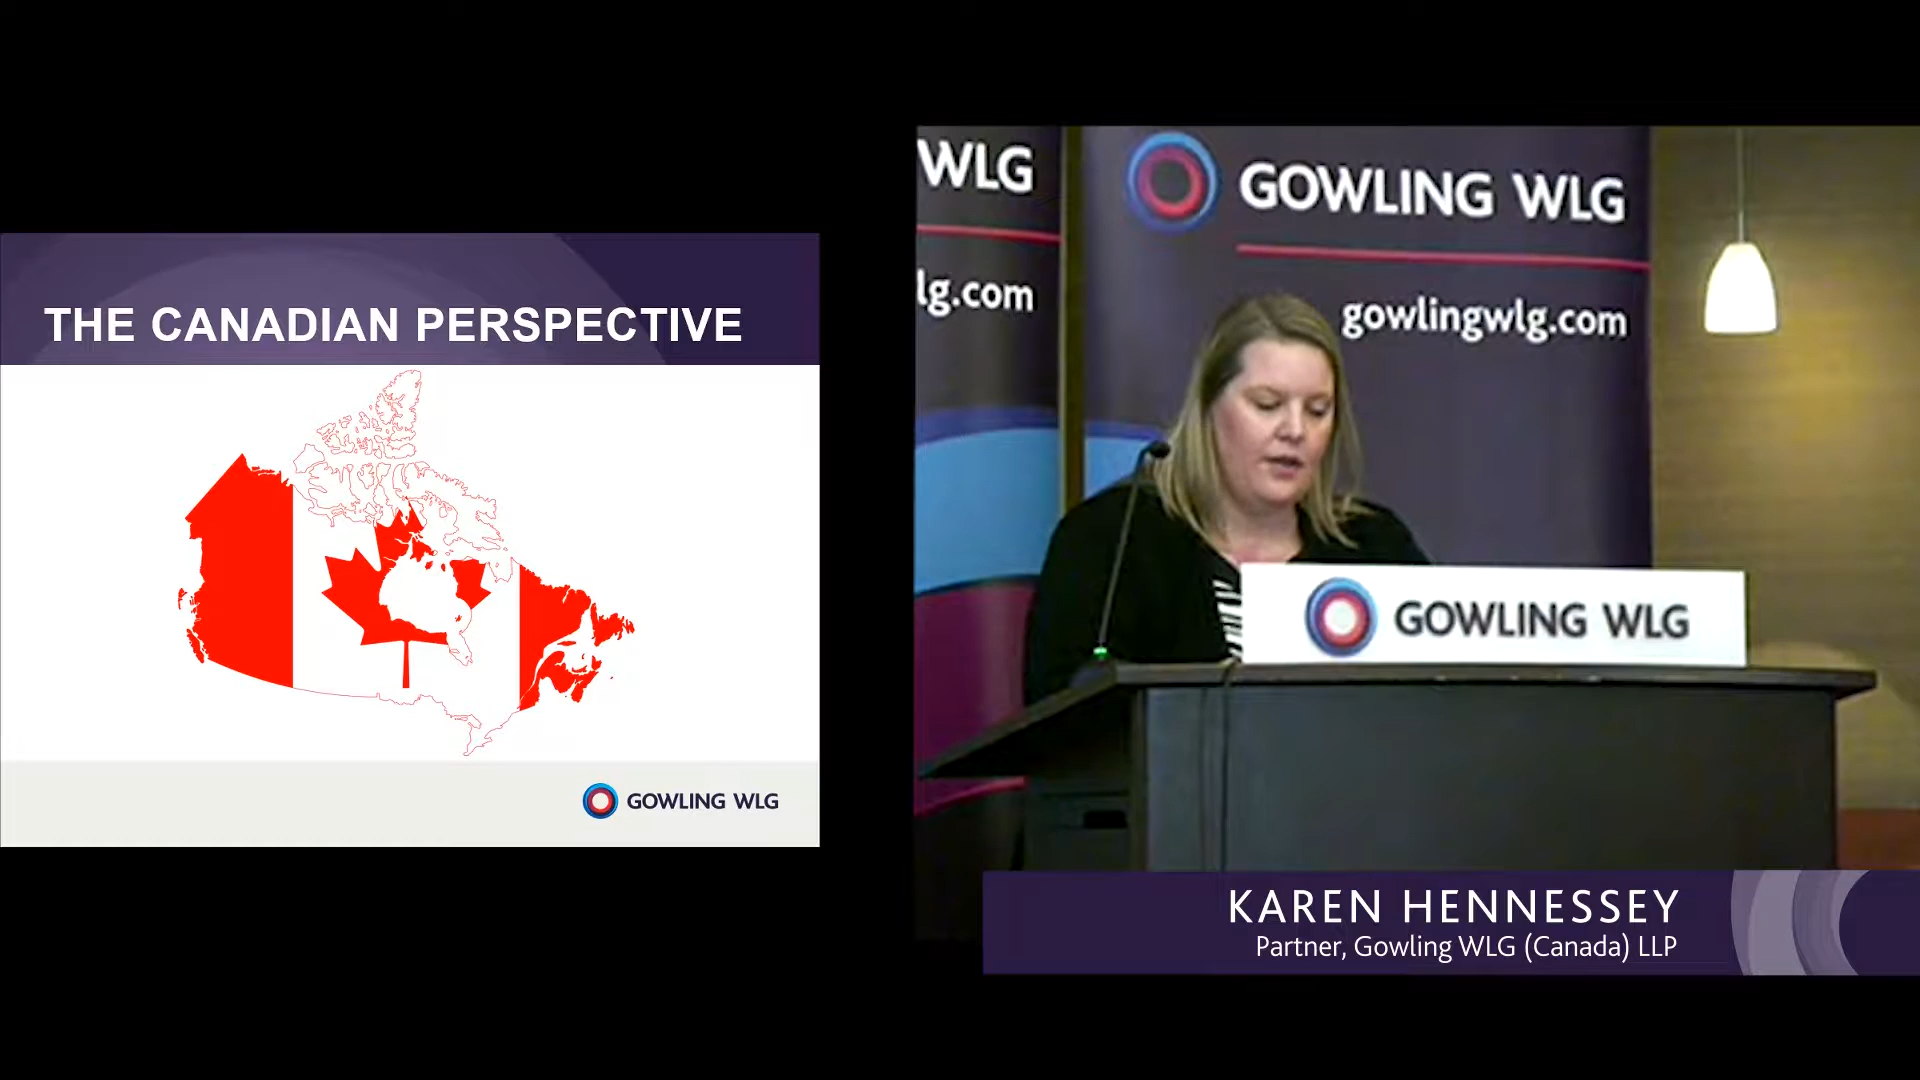 THE CANADIAN PERSPECTIVE
GOWLING WLG
WLG
lg.com
GOWLING WLG
gowlingwlg.com
GOWLING WLG
KAREN HENNESSEY
Partner, Gowling WLG (Canada) LLP